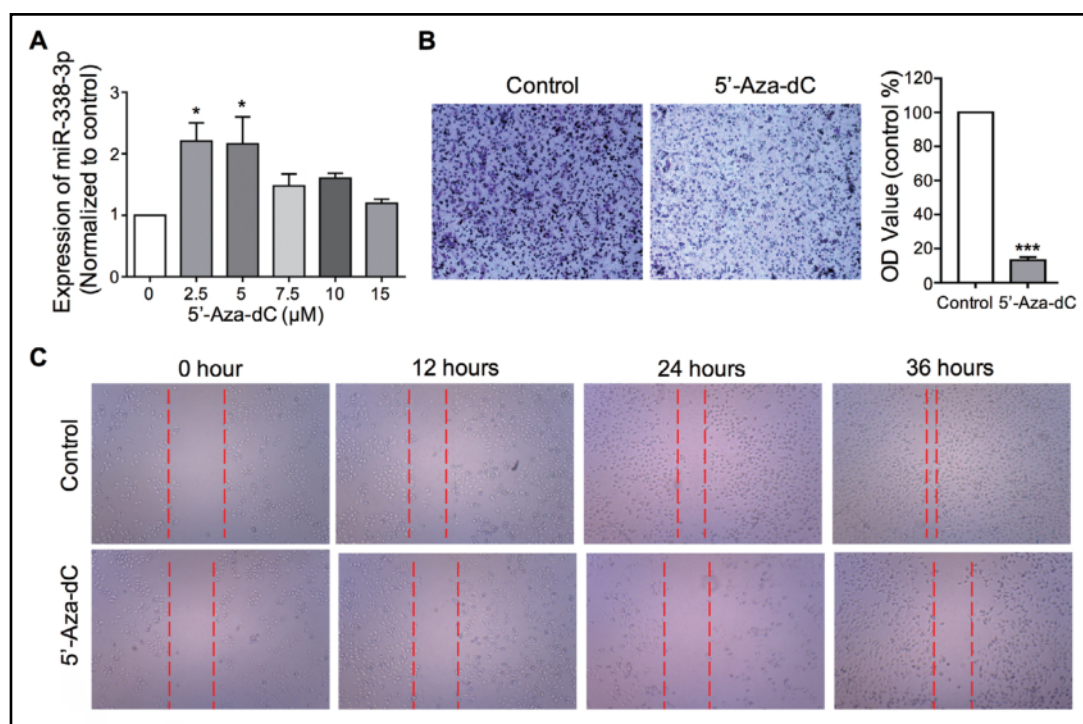 A
Expression of miR-338-3p
(Normalized to control)
3
2
1
0
*
*
0
2.5
5
7.5
10
15
5'-Aza-dC (µM)
B
Control
5'-Aza-dC
OD Value (control %)
120
100
80
60
40
20
0
***
Control
5'-Aza-dC
C
0 hour
12 hours
24 hours
36 hours
Control
5'-Aza-dC